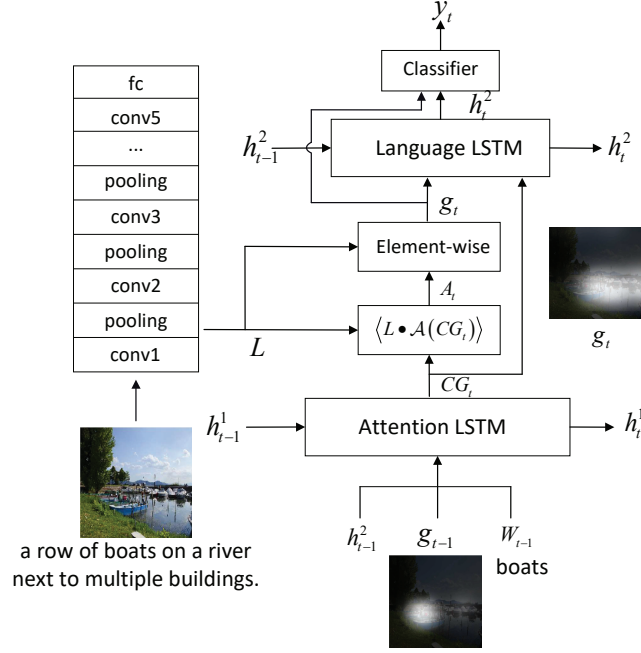 y_t
Classifier
h_t^2
h_{t-1}^2
Language LSTM
h_t^2
g_t
Element-wise
A_t
⟨L • 𝒜(CG_t)⟩
CG_t
h_{t-1}^1
Attention LSTM
h_t^1
h_{t-1}^2
g_{t-1}
W_{t-1}
boats
g_t
fc
conv5
...
pooling
conv3
pooling
conv2
pooling
conv1
L
a row of boats on a river
next to multiple buildings.